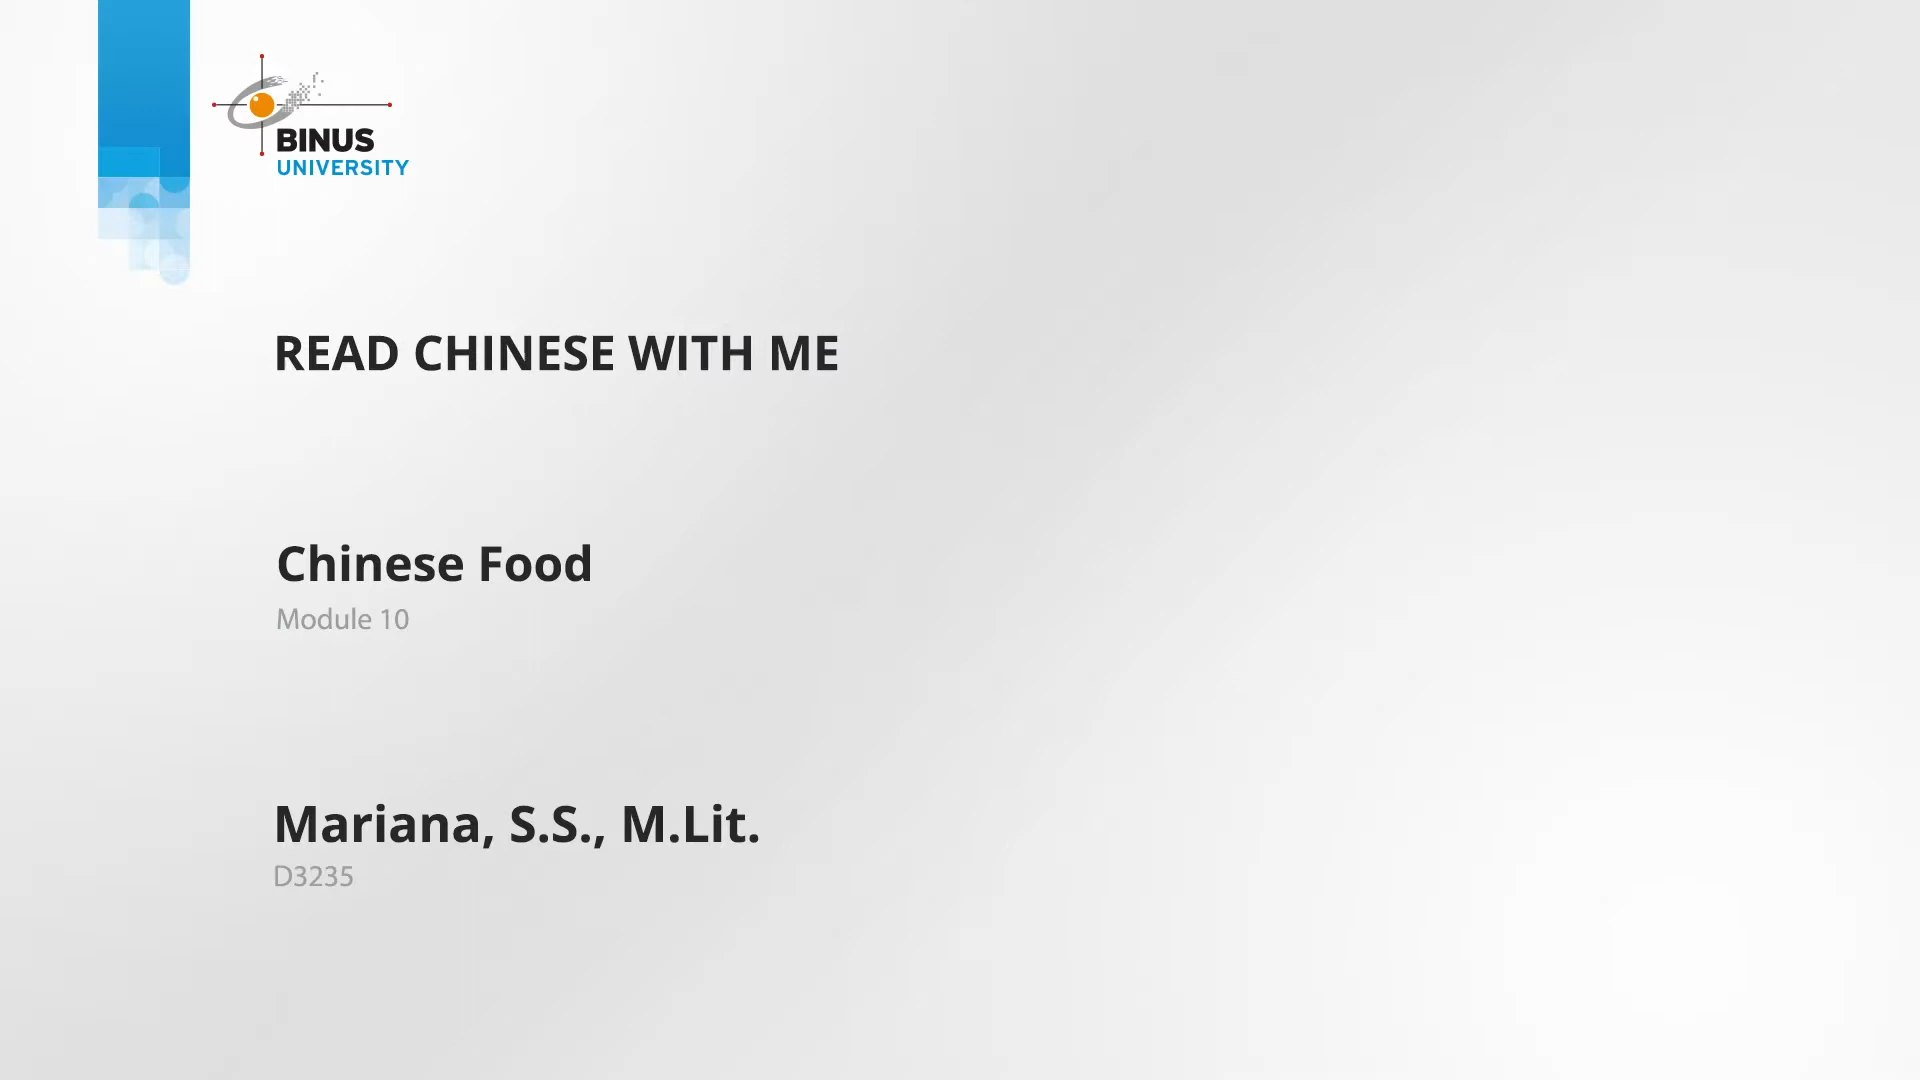 BINUS
UNIVERSITY
READ CHINESE WITH ME
Chinese Food
Module 10
Mariana, S.S., M.Lit.
D3235